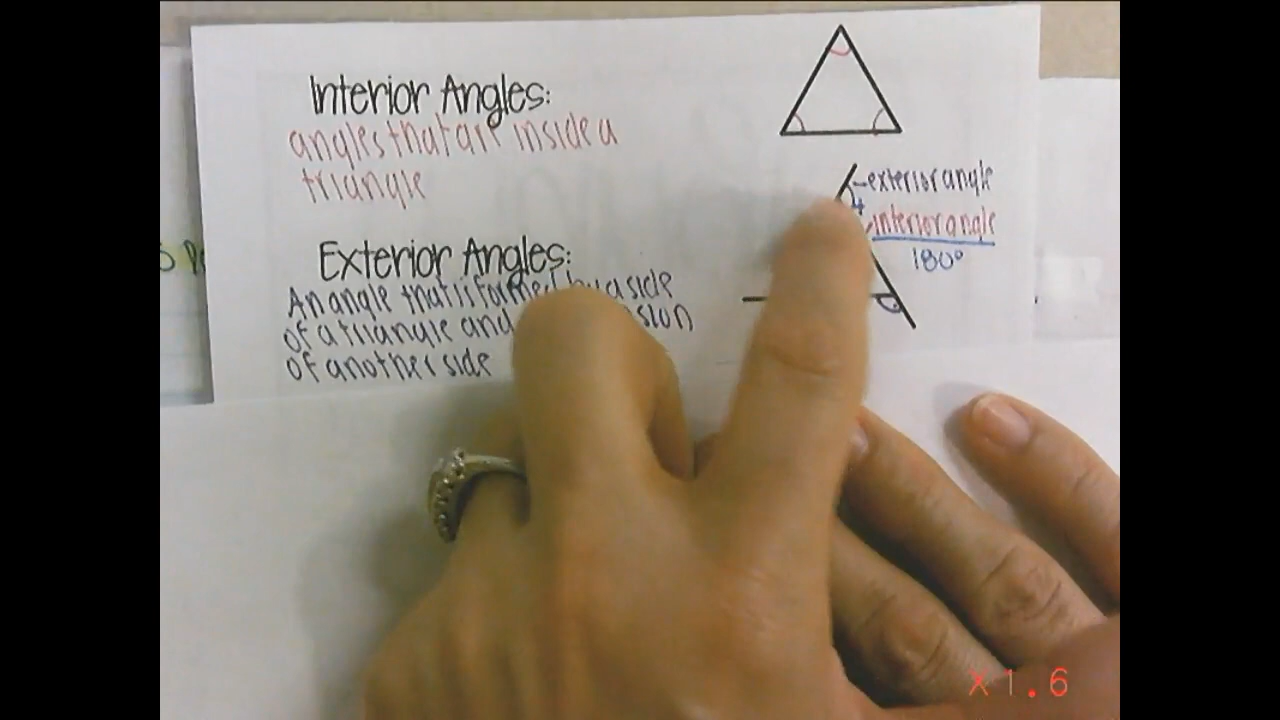 Interior Angles:
angles that are inside a
triangle
exterior angle
+
interior angle
180°
Exterior Angles:
An angle that is formed by a side
of a triangle and
of another side
X1.6